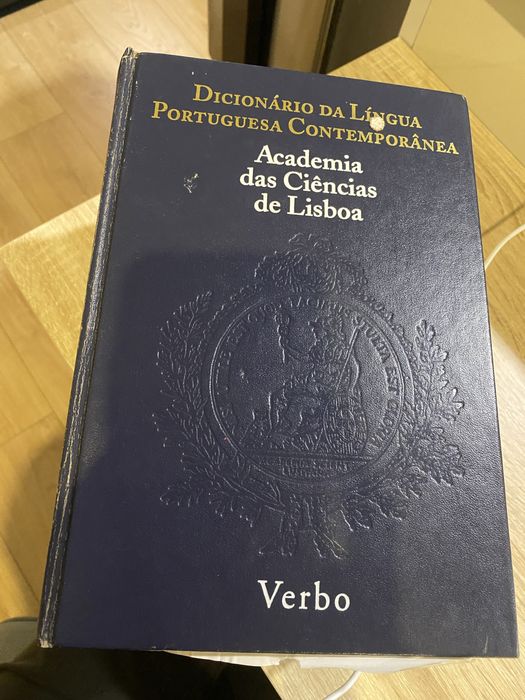 DICIONÁRIO DA LÍNGUA
PORTUGUESA CONTEMPORÂNEA
Academia
das Ciências
de Lisboa
Verbo